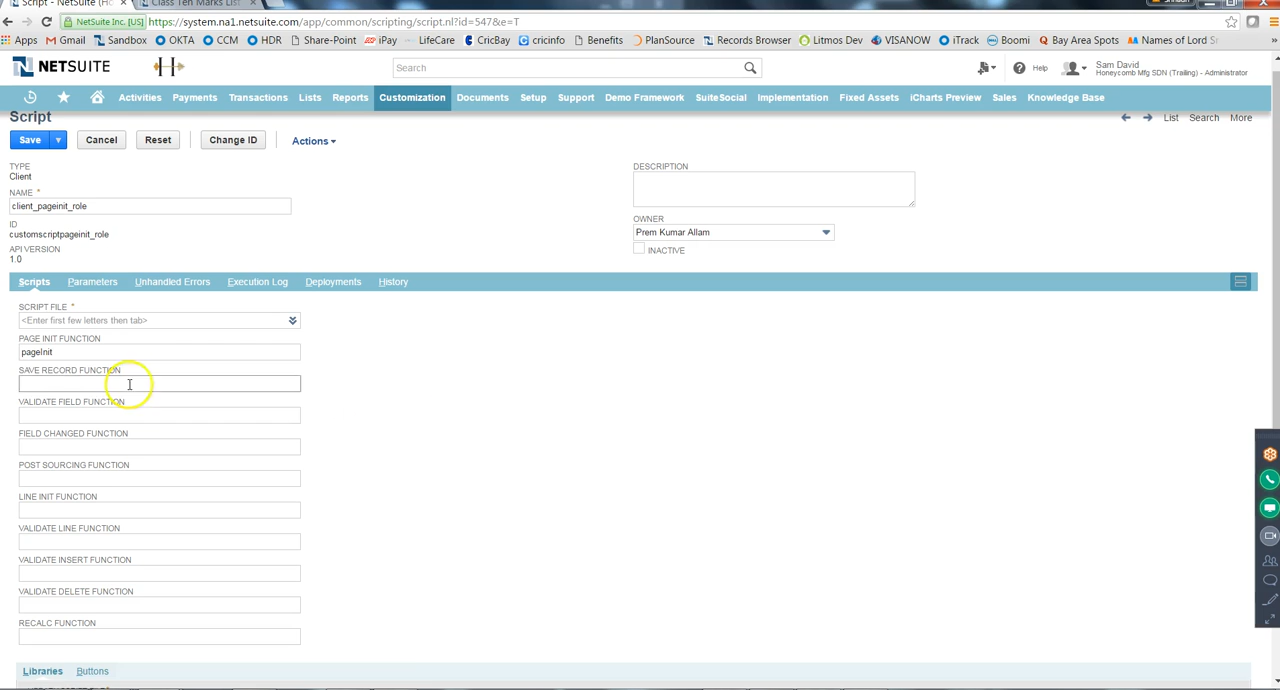 Script - NetSuite (Ho
Class Ten Marks List
NetSuite Inc. [US] https://system.na1.netsuite.com/app/common/scripting/script.nl?id=547&e=T
Apps Gmail Sandbox OKTA CCM HDR Share-Point iPay LifeCare CricBay cricinfo Benefits PlanSource Records Browser Litmos Dev VISANOW iTrack Boomi Bay Area Spots Names of Lord
NETSUITE
Search
Help
Sam David
Honeycomb Mfg SDN (Trailing) - Administrator
Activities Payments Transactions Lists Reports Customization Documents Setup Support Demo Framework SuiteSocial Implementation Fixed Assets iCharts Preview Sales Knowledge Base
Script
List Search More
Save Cancel Reset Change ID Actions
TYPE
Client
NAME *
client_pageinit_role
ID
customscriptpageinit_role
API VERSION
1.0
DESCRIPTION
OWNER
Prem Kumar Allam
INACTIVE
Scripts Parameters Unhandled Errors Execution Log Deployments History
SCRIPT FILE *
<Enter first few letters then tab>
PAGE INIT FUNCTION
pageInit
SAVE RECORD FUNCTION
VALIDATE FIELD FUNCTION
FIELD CHANGED FUNCTION
POST SOURCING FUNCTION
LINE INIT FUNCTION
VALIDATE LINE FUNCTION
VALIDATE INSERT FUNCTION
VALIDATE DELETE FUNCTION
RECALC FUNCTION
Libraries Buttons